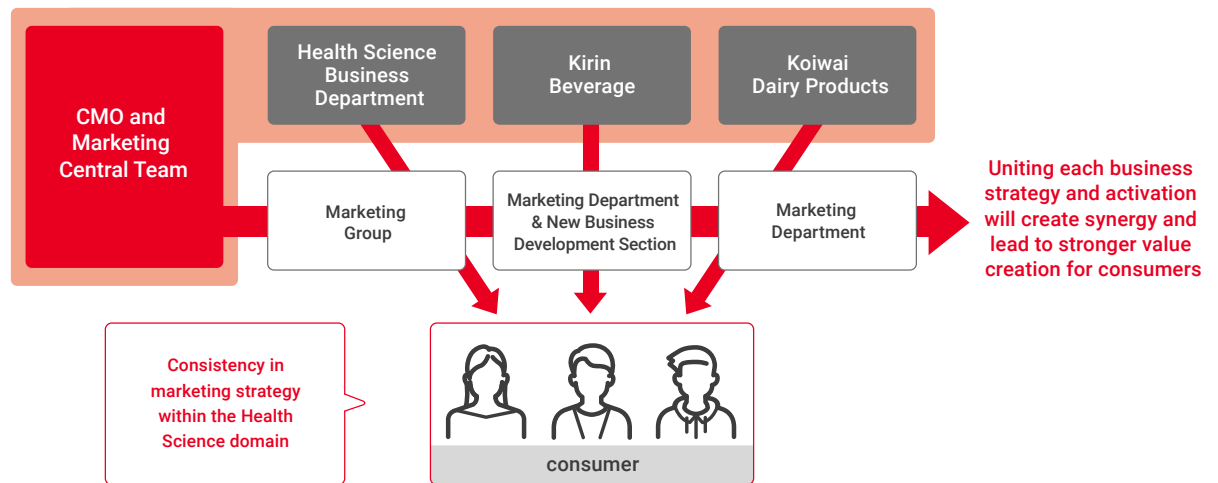 CMO and
Marketing
Central Team
Health Science
Business
Department
Kirin
Beverage
Koiwai
Dairy Products
Marketing
Group
Marketing Department
& New Business
Development Section
Marketing
Department
Uniting each business
strategy and activation
will create synergy and
lead to stronger value
creation for consumers
Consistency in
marketing strategy
within the Health
Science domain
consumer